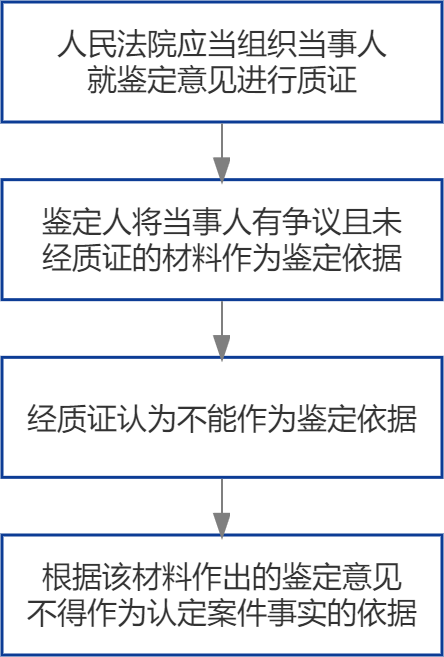 人民法院应当组织当事人
就鉴定意见进行质证
鉴定人将当事人有争议且未
经质证的材料作为鉴定依据
经质证认为不能作为鉴定依据
根据该材料作出的鉴定意见
不得作为认定案件事实的依据